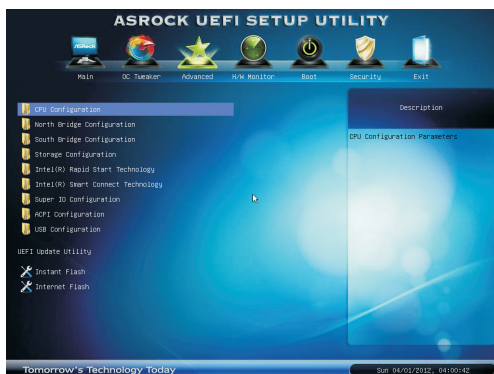 ASROCK UEFI SETUP UTILITY
ASRock
Main OC Tweaker Advanced H/W Monitor Boot Security Exit
CPU Configuration
North Bridge Configuration
South Bridge Configuration
Storage Configuration
Intel(R) Rapid Start Technology
Intel(R) Smart Connect Technology
Super IO Configuration
ACPI Configuration
USB Configuration
UEFI Update Utility
Instant Flash
Internet Flash
Description
CPU Configuration Parameters
Tomorrow's Technology Today
Sun 04/01/2012, 04:00:42